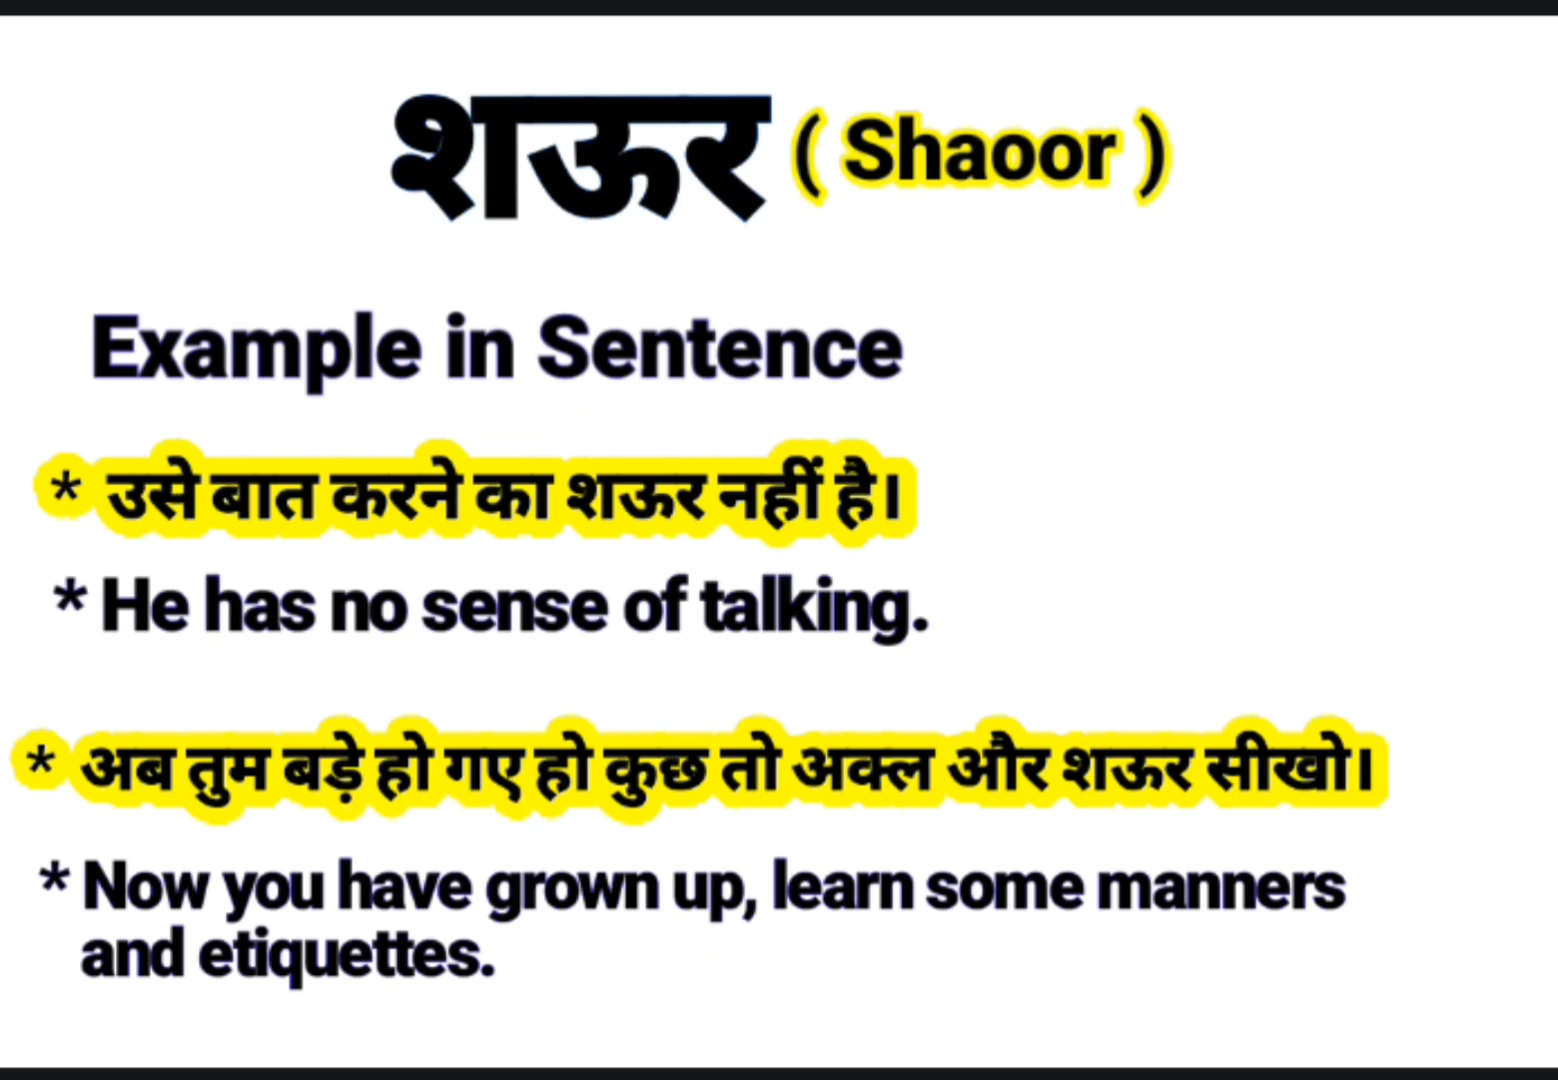 शऊर ( Shaoor )
Example in Sentence
* उसे बात करने का शऊर नहीं है।
* He has no sense of talking.
* अब तुम बड़े हो गए हो कुछ तो अक्ल और शऊर सीखो।
* Now you have grown up, learn some manners
and etiquettes.